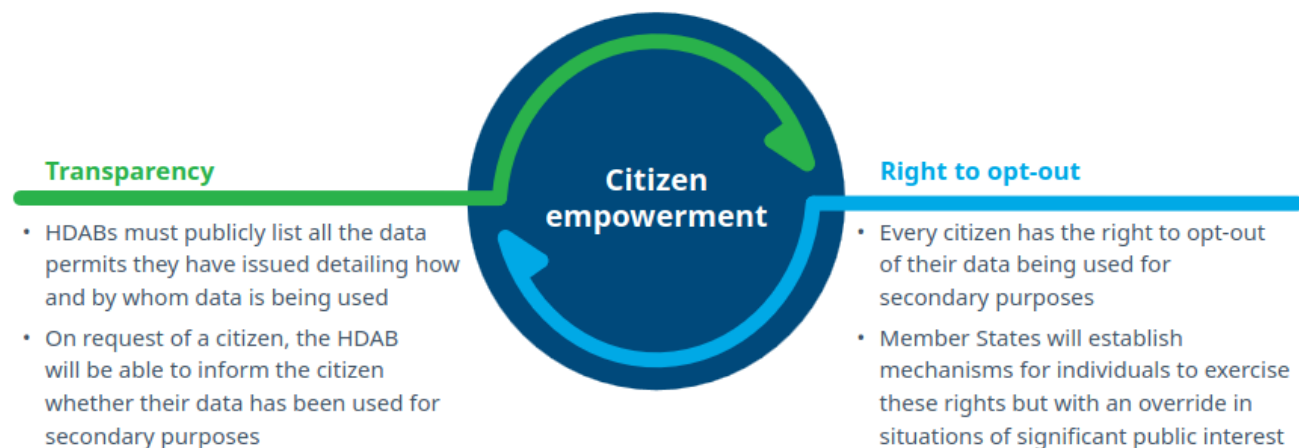 Transparency
• HDABs must publicly list all the data
permits they have issued detailing how
and by whom data is being used
• On request of a citizen, the HDAB
will be able to inform the citizen
whether their data has been used for
secondary purposes
Citizen
empowerment
Right to opt-out
• Every citizen has the right to opt-out
of their data being used for
secondary purposes
• Member States will establish
mechanisms for individuals to exercise
these rights but with an override in
situations of significant public interest